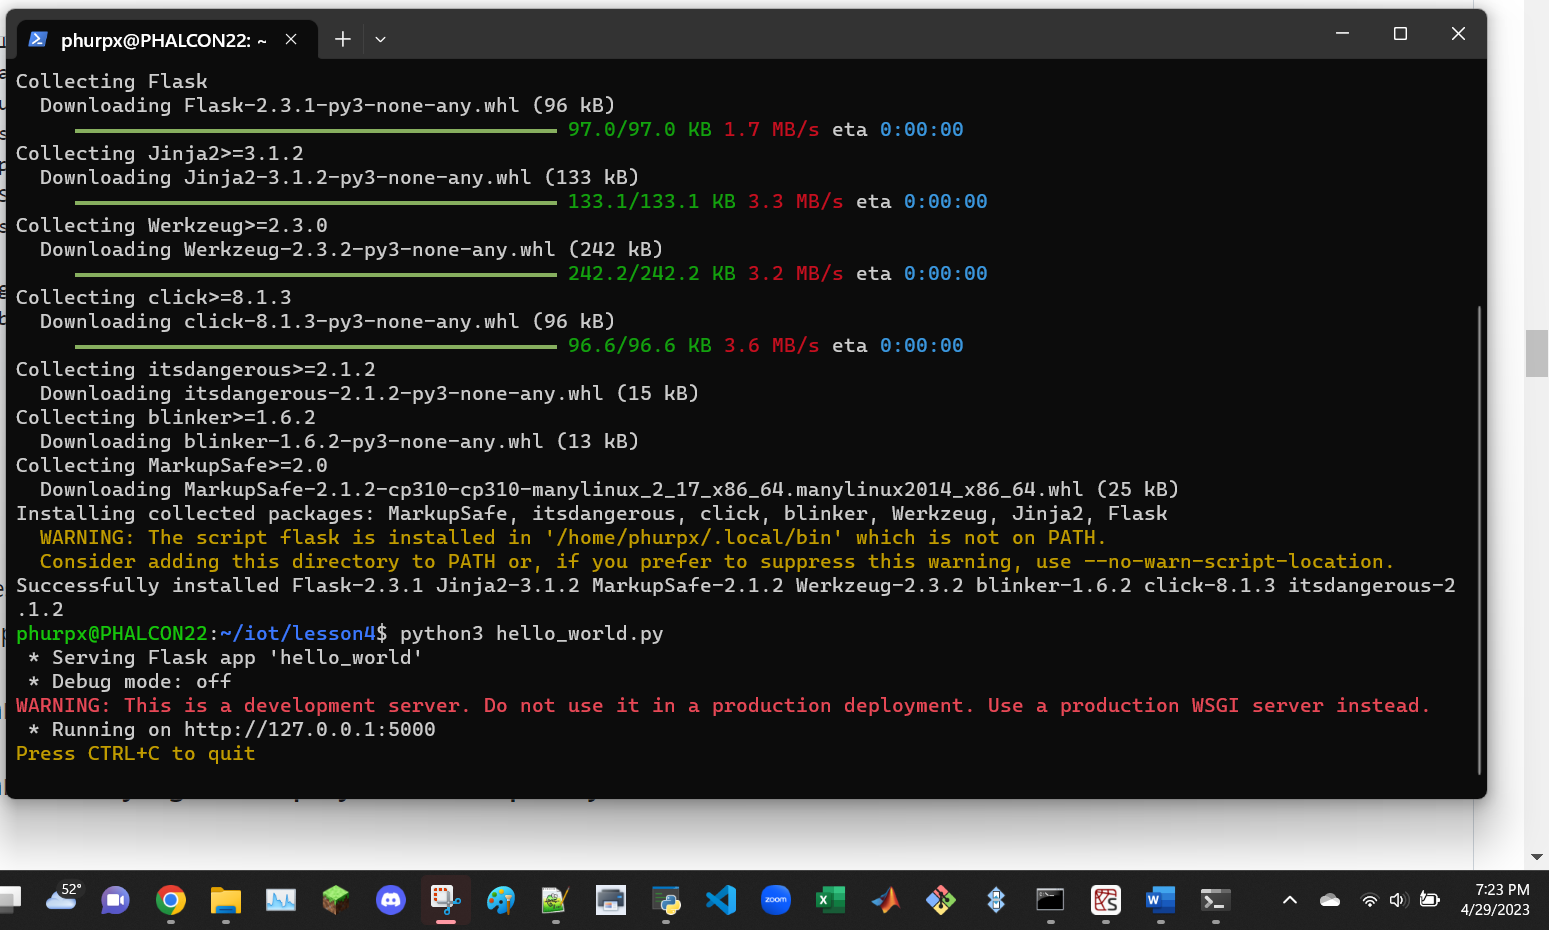 phurpx@PHALCON22: ~
Collecting Flask
  Downloading Flask-2.3.1-py3-none-any.whl (96 kB)
97.0/97.0 KB 1.7 MB/s eta 0:00:00
Collecting Jinja2>=3.1.2
  Downloading Jinja2-3.1.2-py3-none-any.whl (133 kB)
133.1/133.1 KB 3.3 MB/s eta 0:00:00
Collecting Werkzeug>=2.3.0
  Downloading Werkzeug-2.3.2-py3-none-any.whl (242 kB)
242.2/242.2 KB 3.2 MB/s eta 0:00:00
Collecting click>=8.1.3
  Downloading click-8.1.3-py3-none-any.whl (96 kB)
96.6/96.6 KB 3.6 MB/s eta 0:00:00
Collecting itsdangerous>=2.1.2
  Downloading itsdangerous-2.1.2-py3-none-any.whl (15 kB)
Collecting blinker>=1.6.2
  Downloading blinker-1.6.2-py3-none-any.whl (13 kB)
Collecting MarkupSafe>=2.0
  Downloading MarkupSafe-2.1.2-cp310-cp310-manylinux_2_17_x86_64.manylinux2014_x86_64.whl (25 kB)
Installing collected packages: MarkupSafe, itsdangerous, click, blinker, Werkzeug, Jinja2, Flask
  WARNING: The script flask is installed in '/home/phurpx/.local/bin' which is not on PATH.
  Consider adding this directory to PATH or, if you prefer to suppress this warning, use --no-warn-script-location.
Successfully installed Flask-2.3.1 Jinja2-3.1.2 MarkupSafe-2.1.2 Werkzeug-2.3.2 blinker-1.6.2 click-8.1.3 itsdangerous-2
.1.2
phurpx@PHALCON22:~/iot/lesson4$ python3 hello_world.py
 * Serving Flask app 'hello_world'
 * Debug mode: off
WARNING: This is a development server. Do not use it in a production deployment. Use a production WSGI server instead.
 * Running on http://127.0.0.1:5000
Press CTRL+C to quit
52°
zoom
7:23 PM
4/29/2023